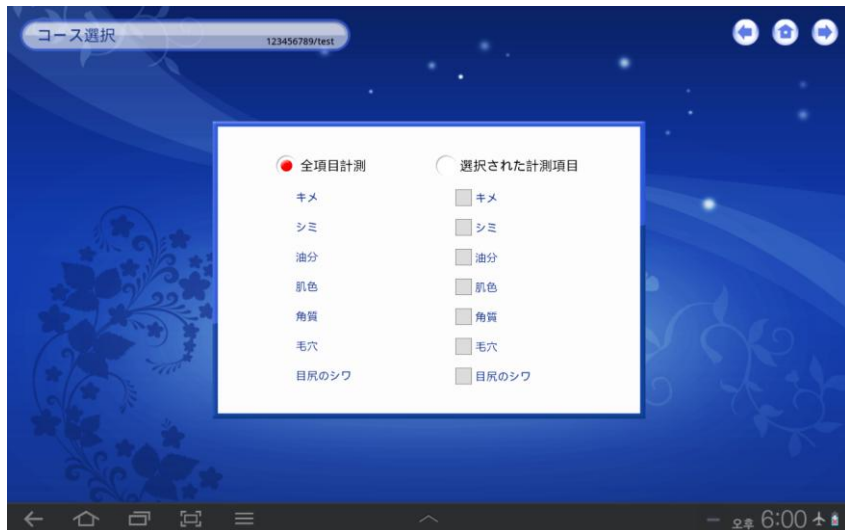 コース選択
123456789/test
全項目計測 選択された計測項目
キメ キメ
シミ シミ
油分 油分
肌色 肌色
角質 角質
毛穴 毛穴
目尻のシワ 目尻のシワ
오후 6:00